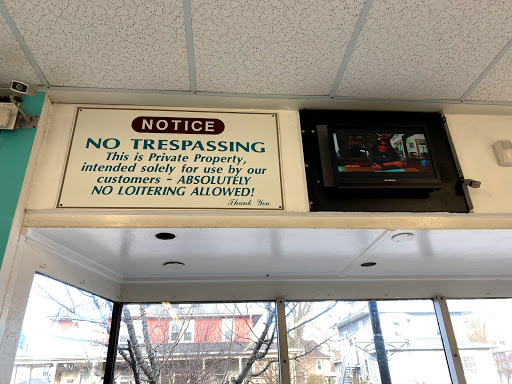 NOTICE
NO TRESPASSING
This is Private Property,
intended solely for use by our
customers - ABSOLUTELY
NO LOITERING ALLOWED!
Thank You